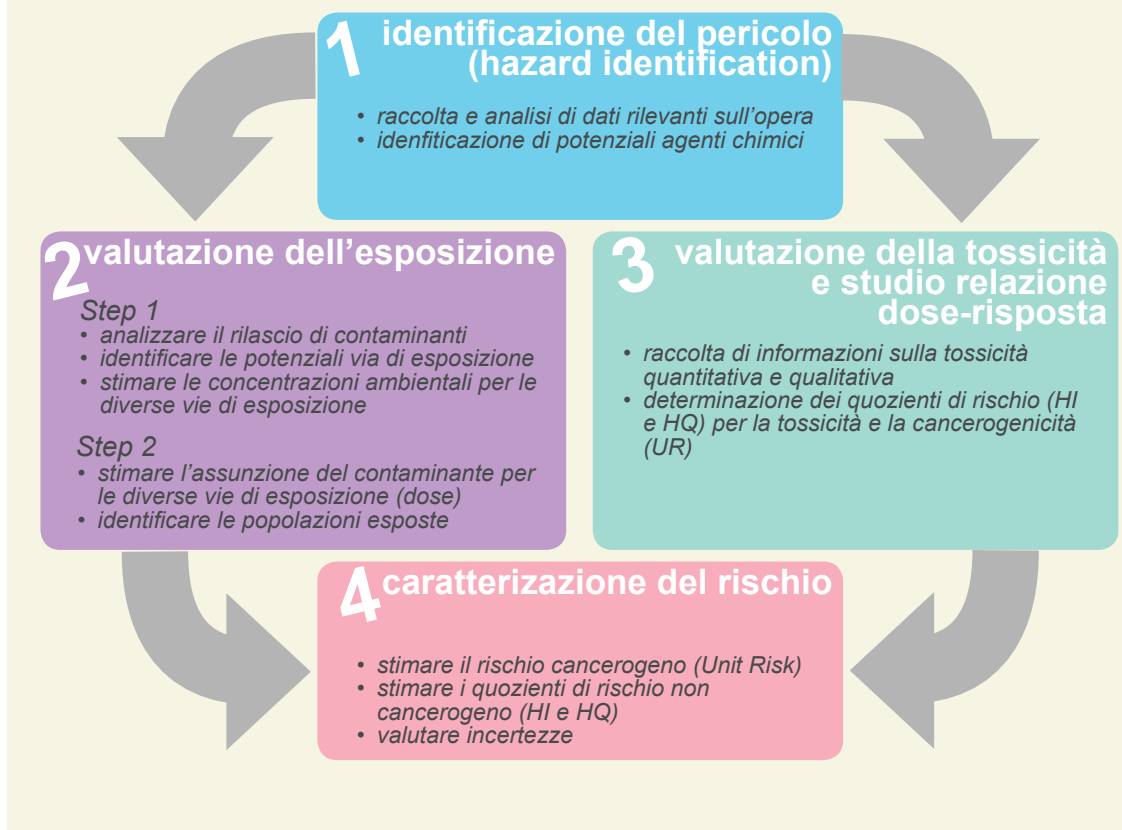 1 identificazione del pericolo
(hazard identification)
• raccolta e analisi di dati rilevanti sull’opera
• idenfiticazione di potenziali agenti chimici
2 valutazione dell’esposizione
Step 1
• analizzare il rilascio di contaminanti
• identificare le potenziali via di esposizione
• stimare le concentrazioni ambientali per le
diverse vie di esposizione
Step 2
• stimare l’assunzione del contaminante per
le diverse vie di esposizione (dose)
• identificare le popolazioni esposte
3 valutazione della tossicità
e studio relazione
dose-risposta
• raccolta di informazioni sulla tossicità
quantitativa e qualitativa
• determinazione dei quozienti di rischio (HI
e HQ) per la tossicità e la cancerogenicità
(UR)
4 caratterizazione del rischio
• stimare il rischio cancerogeno (Unit Risk)
• stimare i quozienti di rischio non
cancerogeno (HI e HQ)
• valutare incertezze